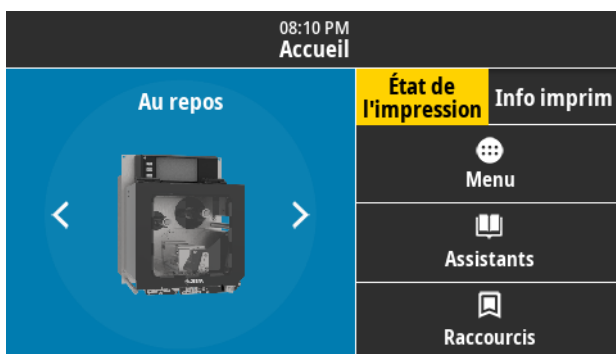 08:10 PM
Accueil
Au repos
État de
l'impression
Info imprim
Menu
Assistants
Raccourcis